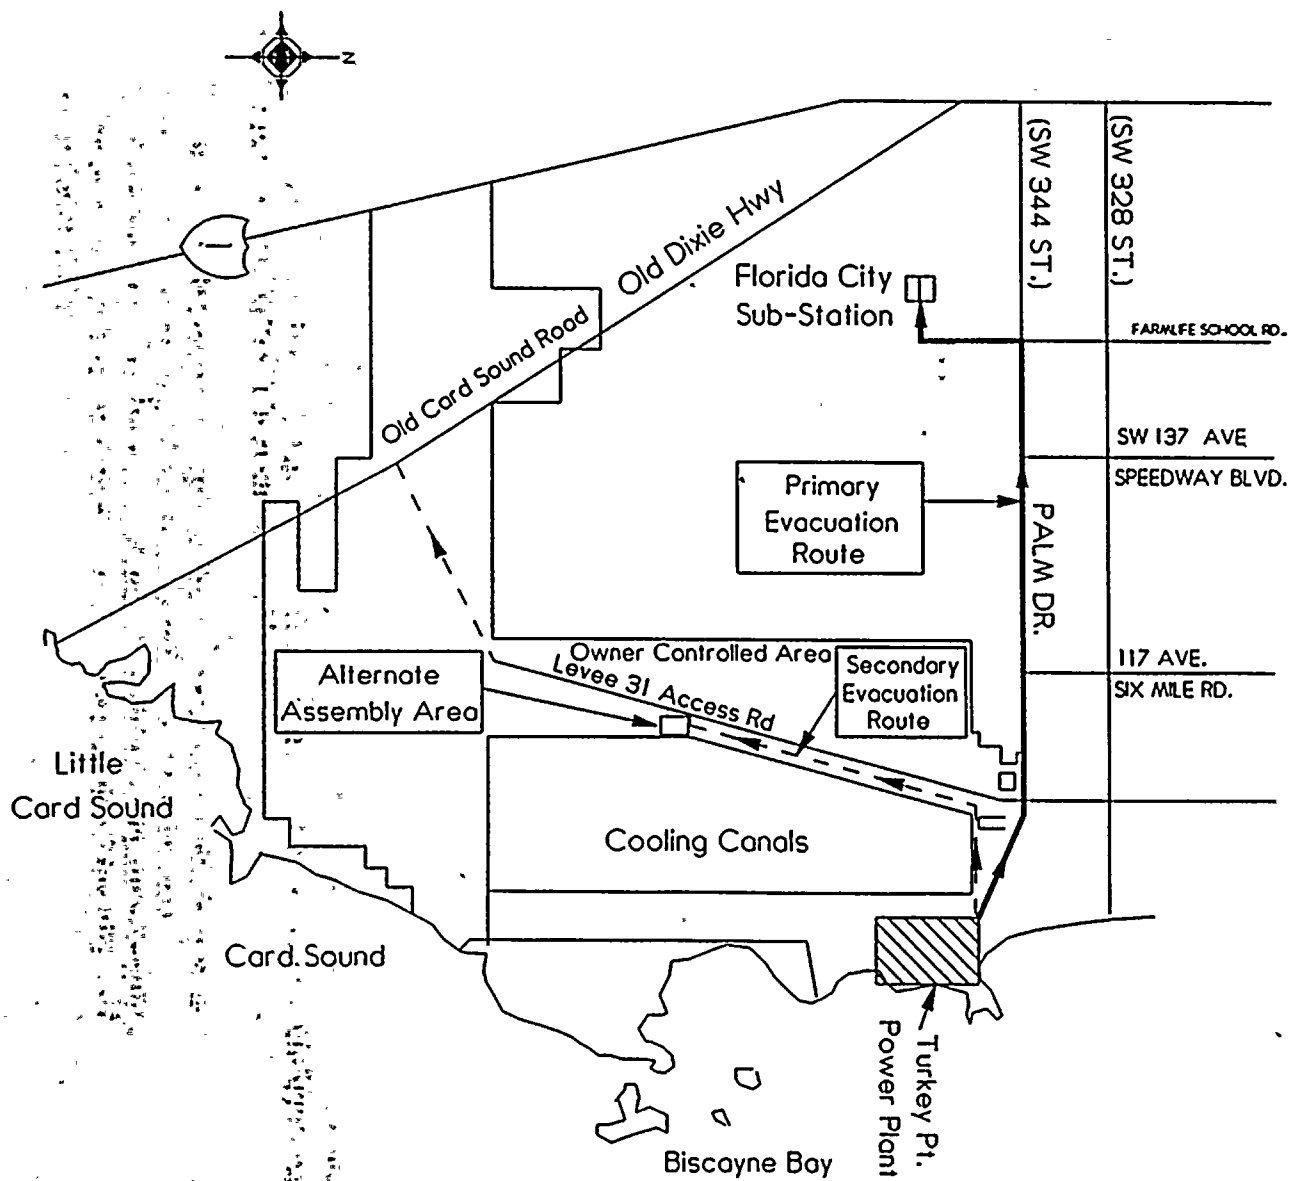 N
(SW 344 ST.)
(SW 328 ST.)
1
Old Dixie Hwy
Florida City
Sub-Station
FARMLIFE SCHOOL RD.
Old Card Sound Road
SW 137 AVE
SPEEDWAY BLVD.
Primary
Evacuation
Route
PALM DR.
Owner Controlled Area
Levee 31 Access Rd
Secondary
Evacuation
Route
117 AVE.
SIX MILE RD.
Alternate
Assembly Area
Little
Card Sound
Cooling Canals
Card Sound
Turkey Pt.
Power Plant
Biscayne Bay